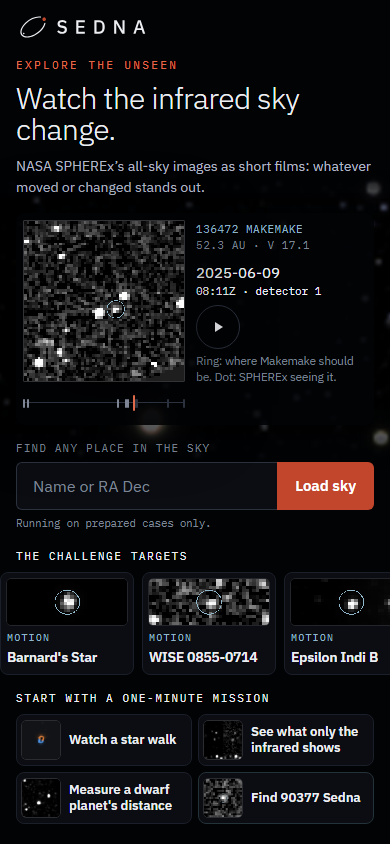 SEDNA
EXPLORE THE UNSEEN
Watch the infrared sky
change.
NASA SPHEREx's all-sky images as short films: whatever
moved or changed stands out.
136472 MAKEMAKE
52.3 AU · V 17.1
2025-06-09
08:11Z · detector 1
Ring: where Makemake should
be. Dot: SPHEREx seeing it.
FIND ANY PLACE IN THE SKY
Name or RA Dec
Load sky
Running on prepared cases only.
THE CHALLENGE TARGETS
MOTION
Barnard's Star
MOTION
WISE 0855-0714
MOTION
Epsilon Indi B
START WITH A ONE-MINUTE MISSION
Watch a star walk
See what only the
infrared shows
Measure a dwarf
planet's distance
Find 90377 Sedna